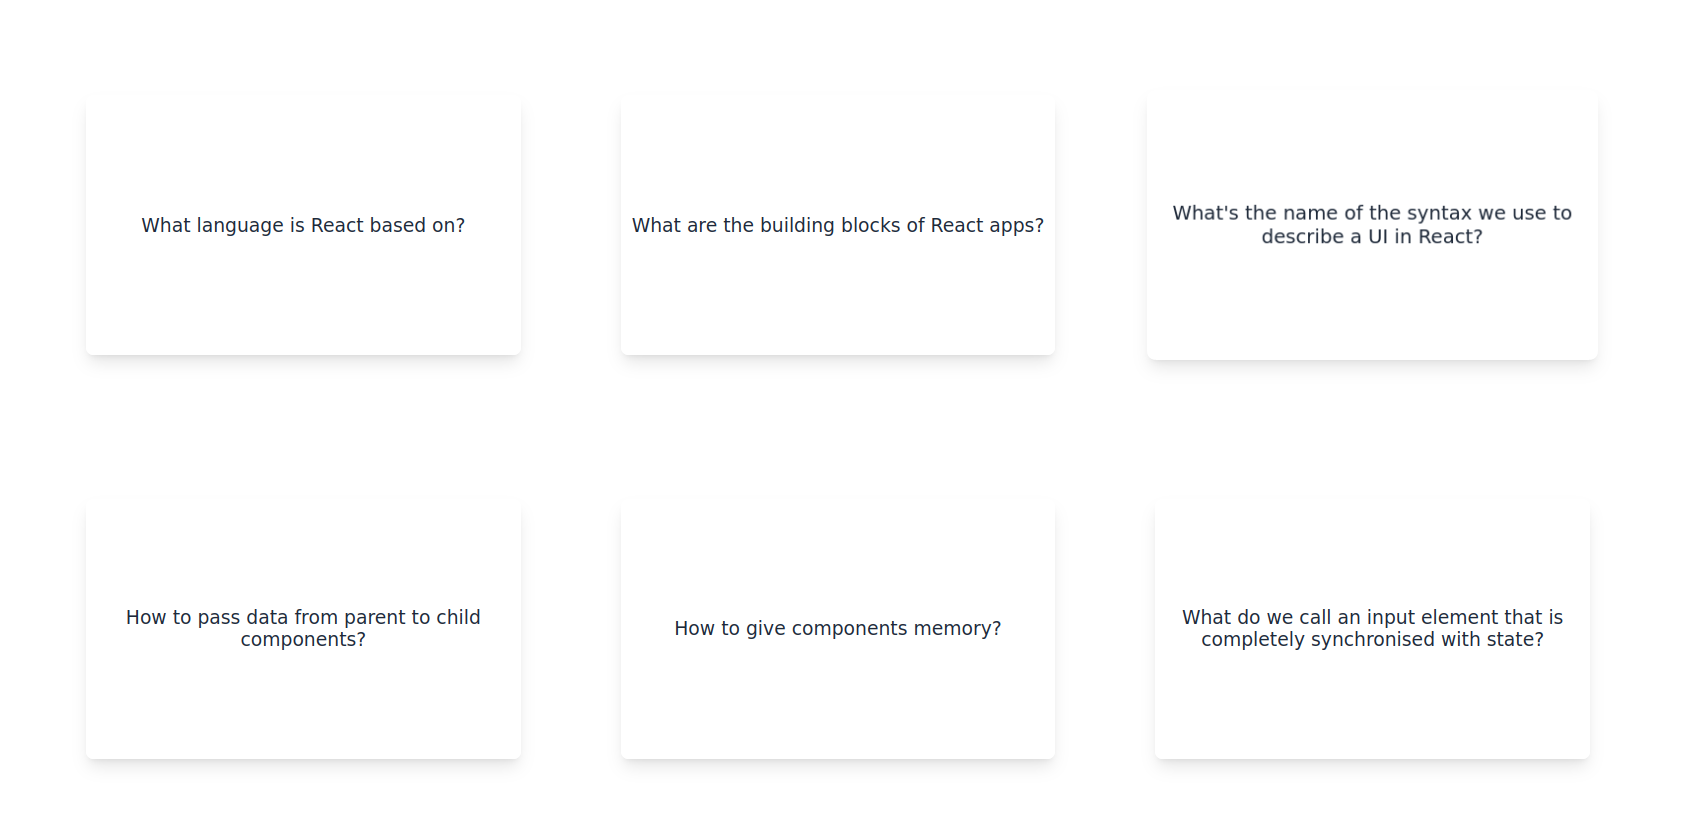 What language is React based on?
What are the building blocks of React apps?
What's the name of the syntax we use to
describe a UI in React?
How to pass data from parent to child
components?
How to give components memory?
What do we call an input element that is
completely synchronised with state?